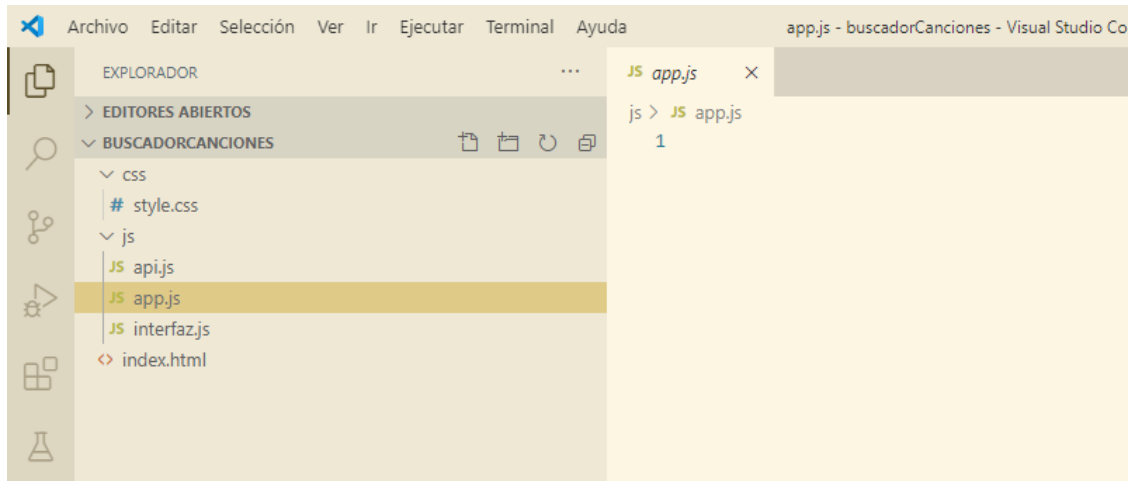 Archivo Editar Selección Ver Ir Ejecutar Terminal Ayuda app.js - buscadorCanciones - Visual Studio Co
EXPLORADOR ...
JS app.js
EDITORES ABIERTOS
js > JS app.js
BUSCADORCANCIONES
1
css
# style.css
js
JS api.js
JS app.js
JS interfaz.js
<> index.html